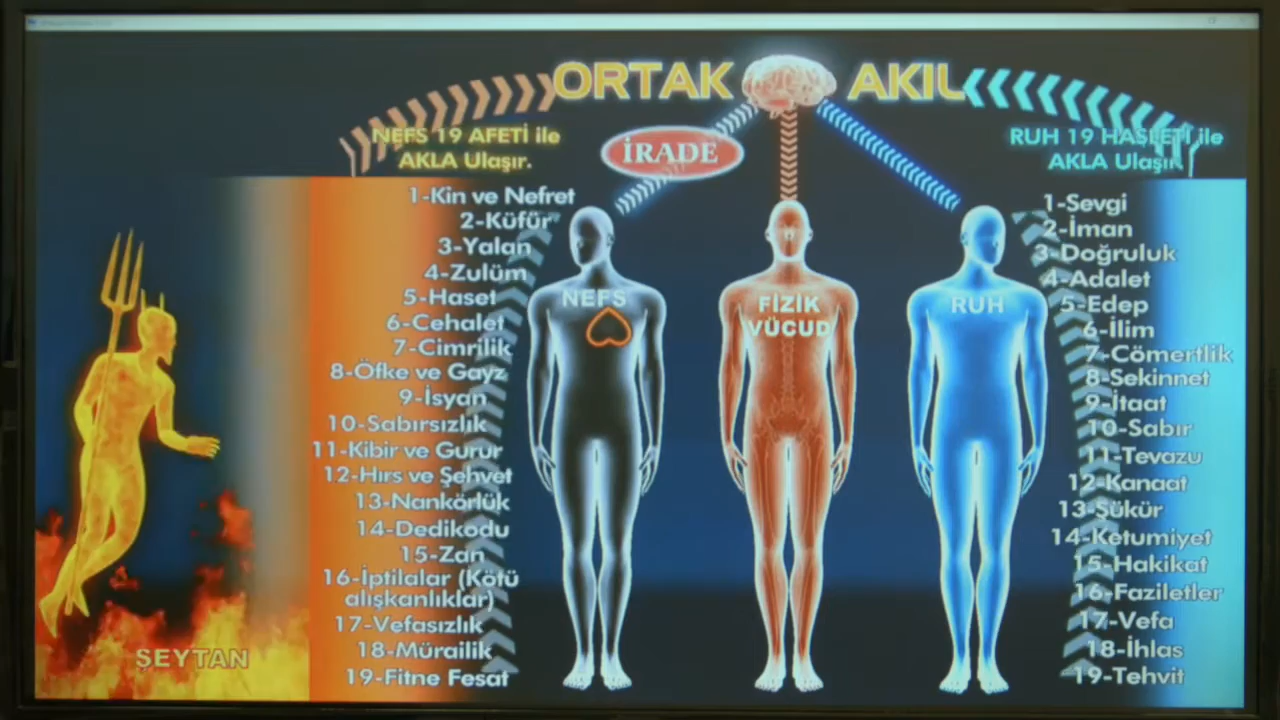 ORTAK AKIL
NEFS 19 AFETİ ile
AKLA Ulaşır.
İRADE
RUH 19 HASLETİ ile
AKLA Ulaşır.
1-Kin ve Nefret
2-Küfür
3-Yalan
4-Zulüm
5-Haset
6-Cehalet
7-Cimrilik
8-Öfke ve Gayz
9-İsyan
10-Sabırsızlık
11-Kibir ve Gurur
12-Hırs ve Şehvet
13-Nankörlük
14-Dedikodu
15-Zan
16-İptilalar (Kötü
alışkanlıklar)
17-Vefasızlık
18-Mürailik
19-Fitne Fesat
ŞEYTAN
NEFS
FİZİK
VÜCUD
RUH
1-Sevgi
2-İman
3-Doğruluk
4-Adalet
5-Edep
6-İlim
7-Cömertlik
8-Sekinnet
9-İtaat
10-Sabır
11-Tevazu
12-Kanaat
13-Şükür
14-Ketumiyet
15-Hakikat
16-Faziletler
17-Vefa
18-İhlas
19-Tehvit